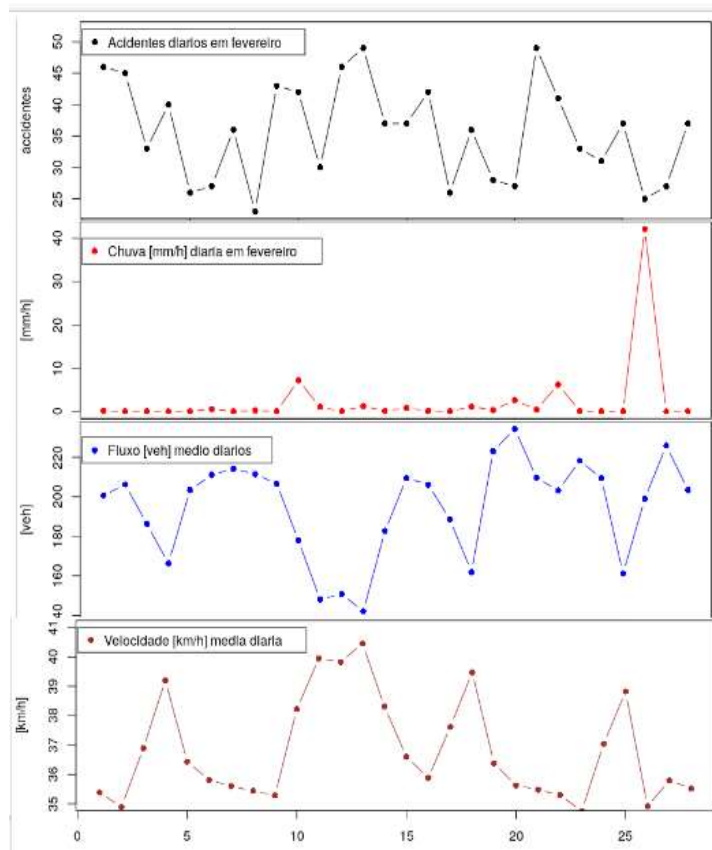 Acidentes diarios em fevereiro
accidentes
50
45
40
35
30
25
Chuva [mm/h] diaria em fevereiro
[mm/h]
40
30
20
10
0
Fluxo [veh] medio diarios
[veh]
220
200
180
160
140
Velocidade [km/h] media diaria
[km/h]
41
40
39
38
37
36
35
0 5 10 15 20 25